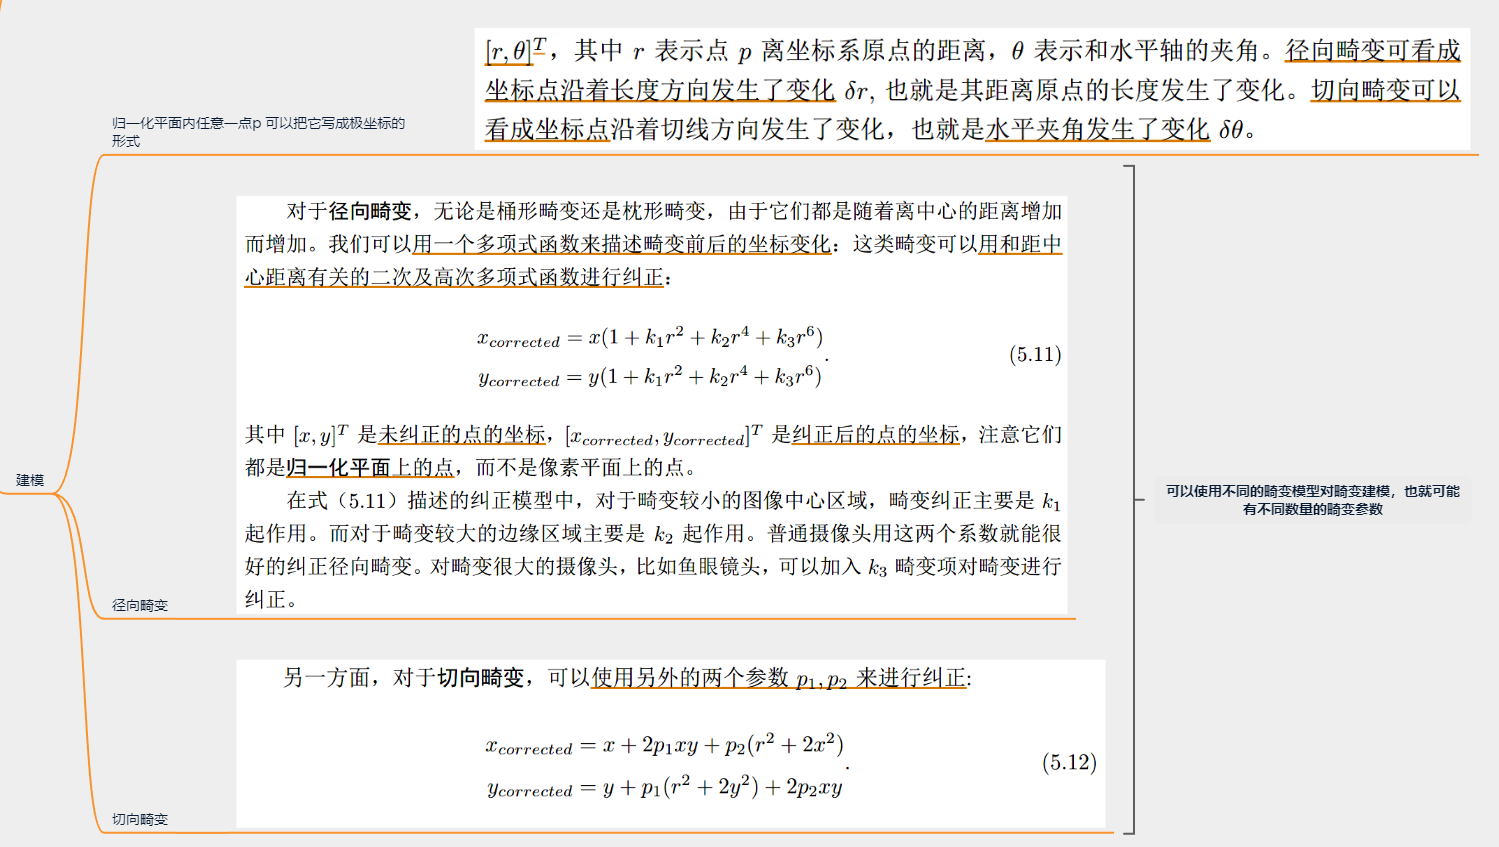 归一化平面内任意一点p 可以把它写成极坐标的
形式
[r, θ]^T，其中 r 表示点 p 离坐标系原点的距离，θ 表示和水平轴的夹角。径向畸变可看成
坐标点沿着长度方向发生了变化 δr, 也就是其距离原点的长度发生了变化。切向畸变可以
看成坐标点沿着切线方向发生了变化，也就是水平夹角发生了变化 δθ。
建模
径向畸变
对于径向畸变，无论是桶形畸变还是枕形畸变，由于它们都是随着离中心的距离增加
而增加。我们可以用一个多项式函数来描述畸变前后的坐标变化：这类畸变可以用和距中
心距离有关的二次及高次多项式函数进行纠正：
x_{corrected} = x(1 + k_1r^2 + k_2r^4 + k_3r^6)
y_{corrected} = y(1 + k_1r^2 + k_2r^4 + k_3r^6)
. (5.11)
其中 [x, y]^T 是未纠正的点的坐标，[x_{corrected}, y_{corrected}]^T 是纠正后的点的坐标，注意它们
都是归一化平面上的点，而不是像素平面上的点。
在式（5.11）描述的纠正模型中，对于畸变较小的图像中心区域，畸变纠正主要是 k_1
起作用。而对于畸变较大的边缘区域主要是 k_2 起作用。普通摄像头用这两个系数就能很
好的纠正径向畸变。对畸变很大的摄像头，比如鱼眼镜头，可以加入 k_3 畸变项对畸变进行
纠正。
切向畸变
另一方面，对于切向畸变，可以使用另外的两个参数 p_1, p_2 来进行纠正:
x_{corrected} = x + 2p_1xy + p_2(r^2 + 2x^2)
y_{corrected} = y + p_1(r^2 + 2y^2) + 2p_2xy
. (5.12)
可以使用不同的畸变模型对畸变建模，也就可能
有不同数量的畸变参数